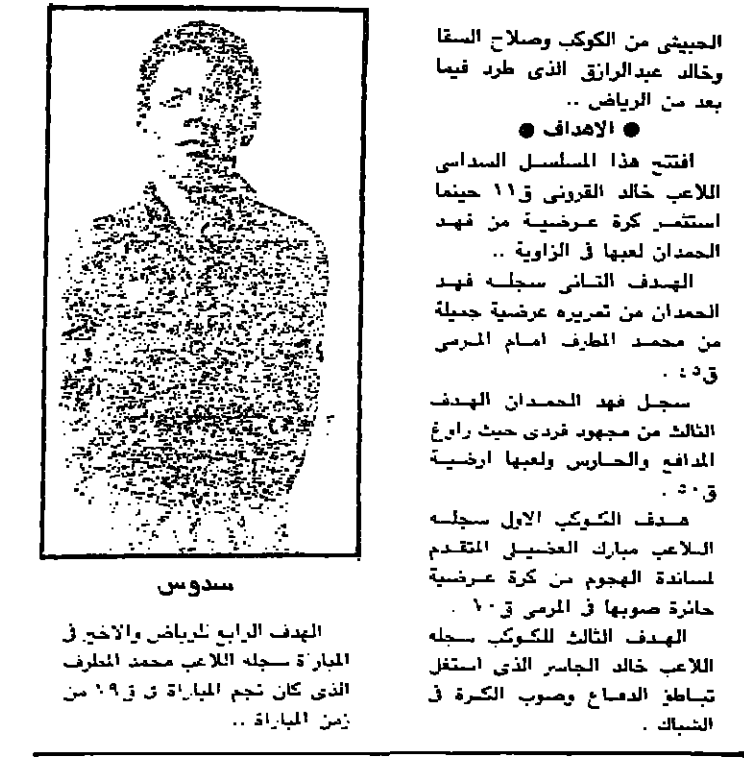 الحبيشى من الكوكب وصلاح السقا
وخالد عبدالرازق الذى طرد فيما
بعد من الرياض ..
● الاهداف ●
افتتح هذا المسلسل السداسى
اللاعب خالد القرونى ق١١ حينما
استثمر كرة عرضية من فهد
الحمدان لعبها فى الزاوية ..
الهدف الثانى سجله فهد
الحمدان من تمريره عرضية جميلة
من محمد المطرف امام المرمى
ق٤٥ .
سجل فهد الحمدان الهدف
الثالث من مجهود فردى حيث راوغ
المدافع والحارس ولعبها ارضية
ق٥٠ .
هدف الكوكب الاول سجله
اللاعب مبارك العضيلى المتقدم
لمساندة الهجوم من كرة عرضية
حائرة صوبها فى المرمى ق٦٠ .
الهدف الثالث للكوكب سجله
اللاعب خالد الجاسر الذى استغل
تباطؤ الدفاع وصوب الكرة فى
الشباك .
سدوس
الهدف الرابع للرياض والاخير فى
المباراة سجله اللاعب محمد المطرف
الذى كان نجم المباراة فى من
زمن المباراة ..